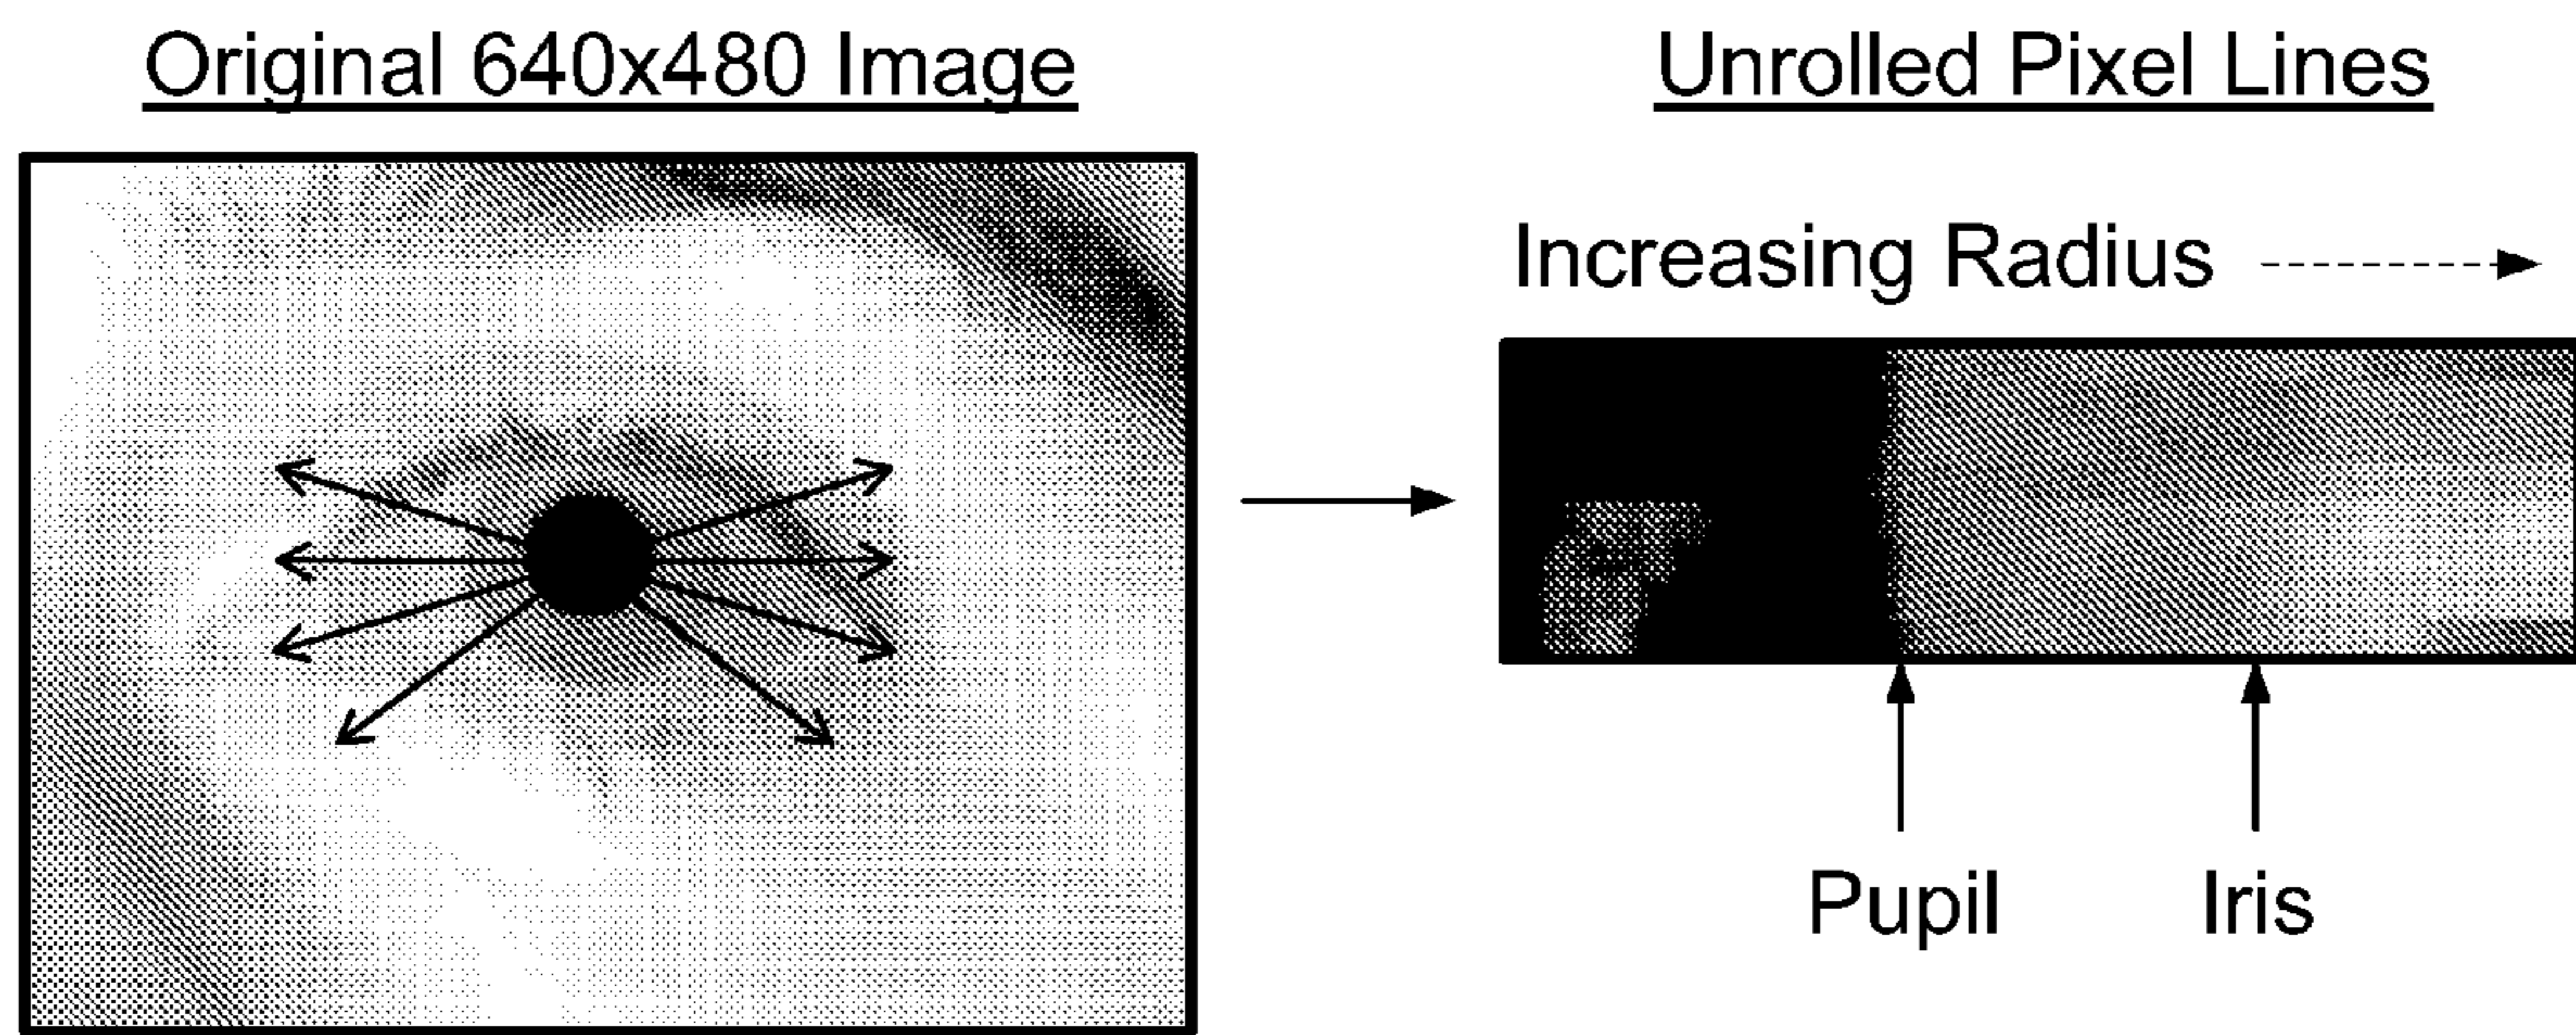 Original 640x480 Image
Unrolled Pixel Lines
Increasing Radius
Pupil
Iris